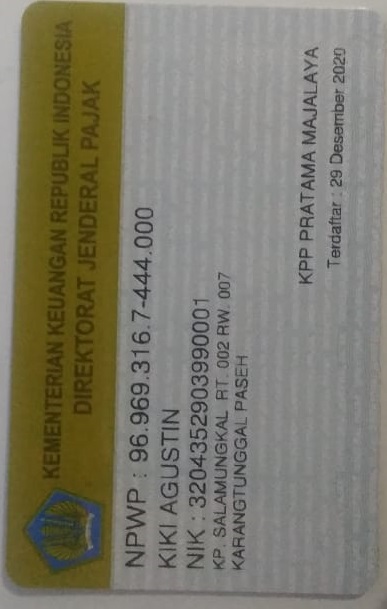 KEMENTERIAN KEUANGAN REPUBLIK INDONESIA
DIREKTORAT JENDERAL PAJAK
NPWP : 96.969.316.7-444.000
KIKI AGUSTIN
NIK : 3204352903990001
KP. SALAMUNGKAL RT. 002 RW. 007
KARANGTUNGGAL PASEH
KPP PRATAMA MAJALAYA
Terdaftar : 29 Desember 2020